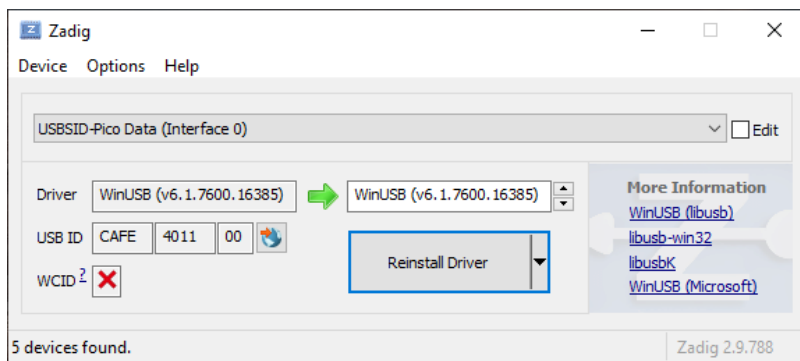 Zadig
Device Options Help
USBSID-Pico Data (Interface 0)
Edit
Driver WinUSB (v6.1.7600.16385) WinUSB (v6.1.7600.16385)
USB ID CAFE 4011 00
WCID ?
Reinstall Driver
More Information
WinUSB (libusb)
libusb-win32
libusbK
WinUSB (Microsoft)
5 devices found.
Zadig 2.9.788